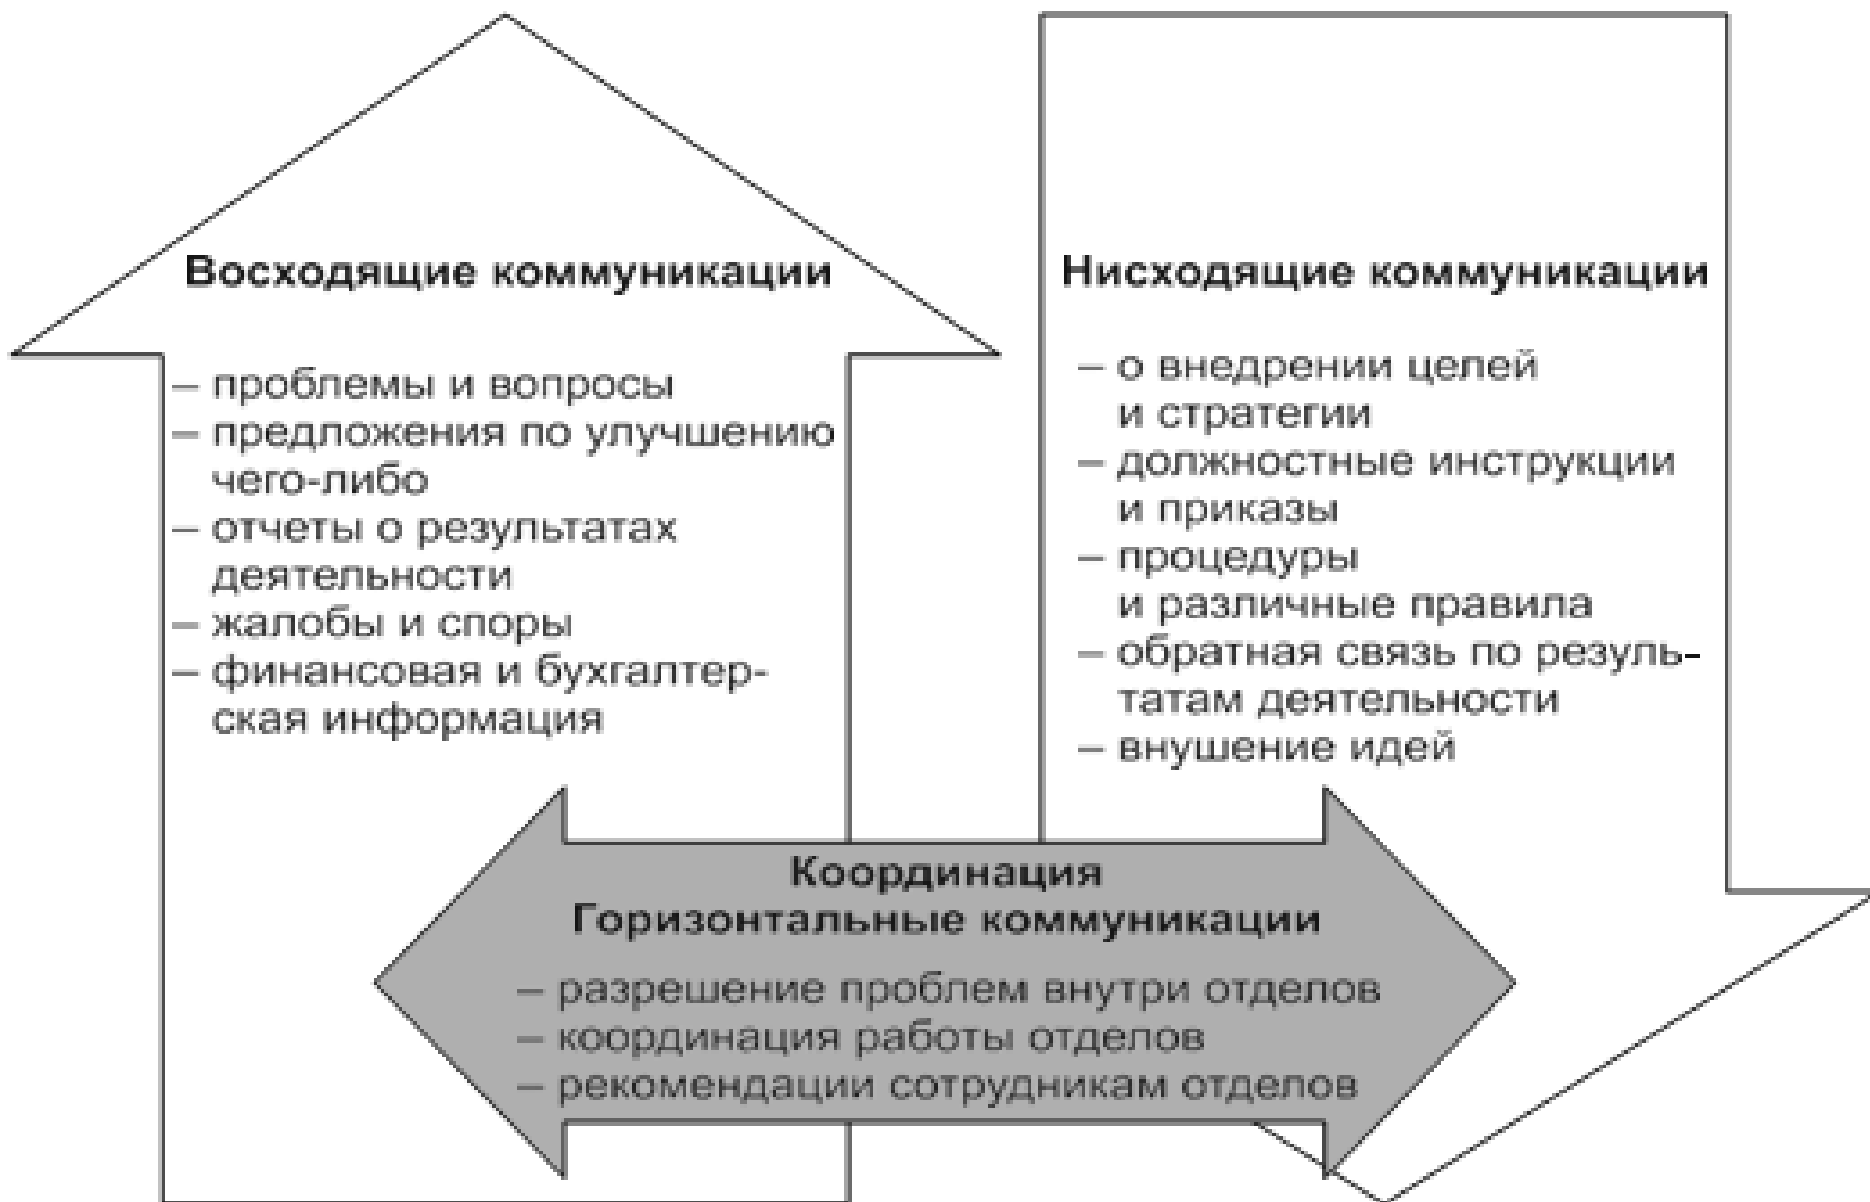 Восходящие коммуникации
– проблемы и вопросы
– предложения по улучшению
чего-либо
– отчеты о результатах
деятельности
– жалобы и споры
– финансовая и бухгалтер-
ская информация
Нисходящие коммуникации
– о внедрении целей
и стратегии
– должностные инструкции
и приказы
– процедуры
и различные правила
– обратная связь по резуль-
татам деятельности
– внушение идей
Координация
Горизонтальные коммуникации
– разрешение проблем внутри отделов
– координация работы отделов
– рекомендации сотрудникам отделов